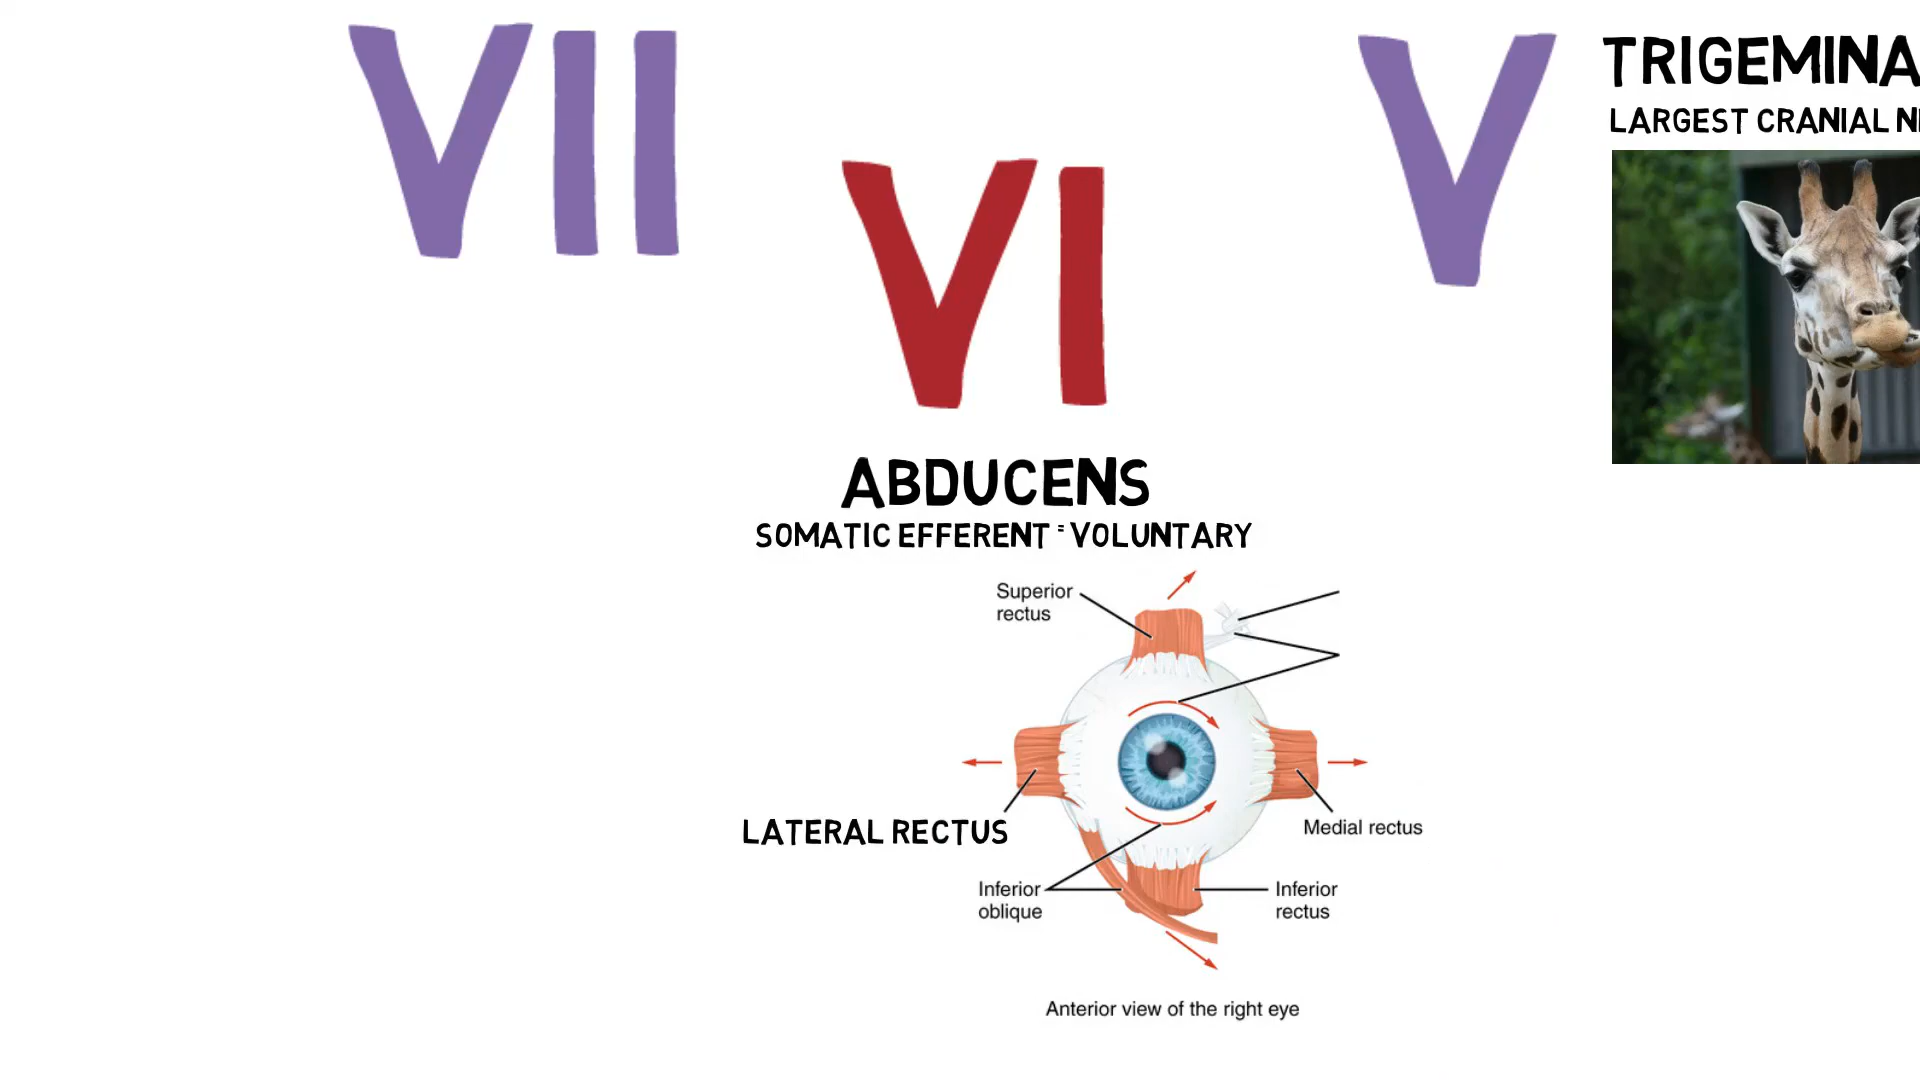 VII
VI
V
TRIGEMINA
LARGEST CRANIAL
ABDUCENS
SOMATIC EFFERENT = VOLUNTARY
Superior
rectus
LATERAL RECTUS
Medial rectus
Inferior
oblique
Inferior
rectus
Anterior view of the right eye